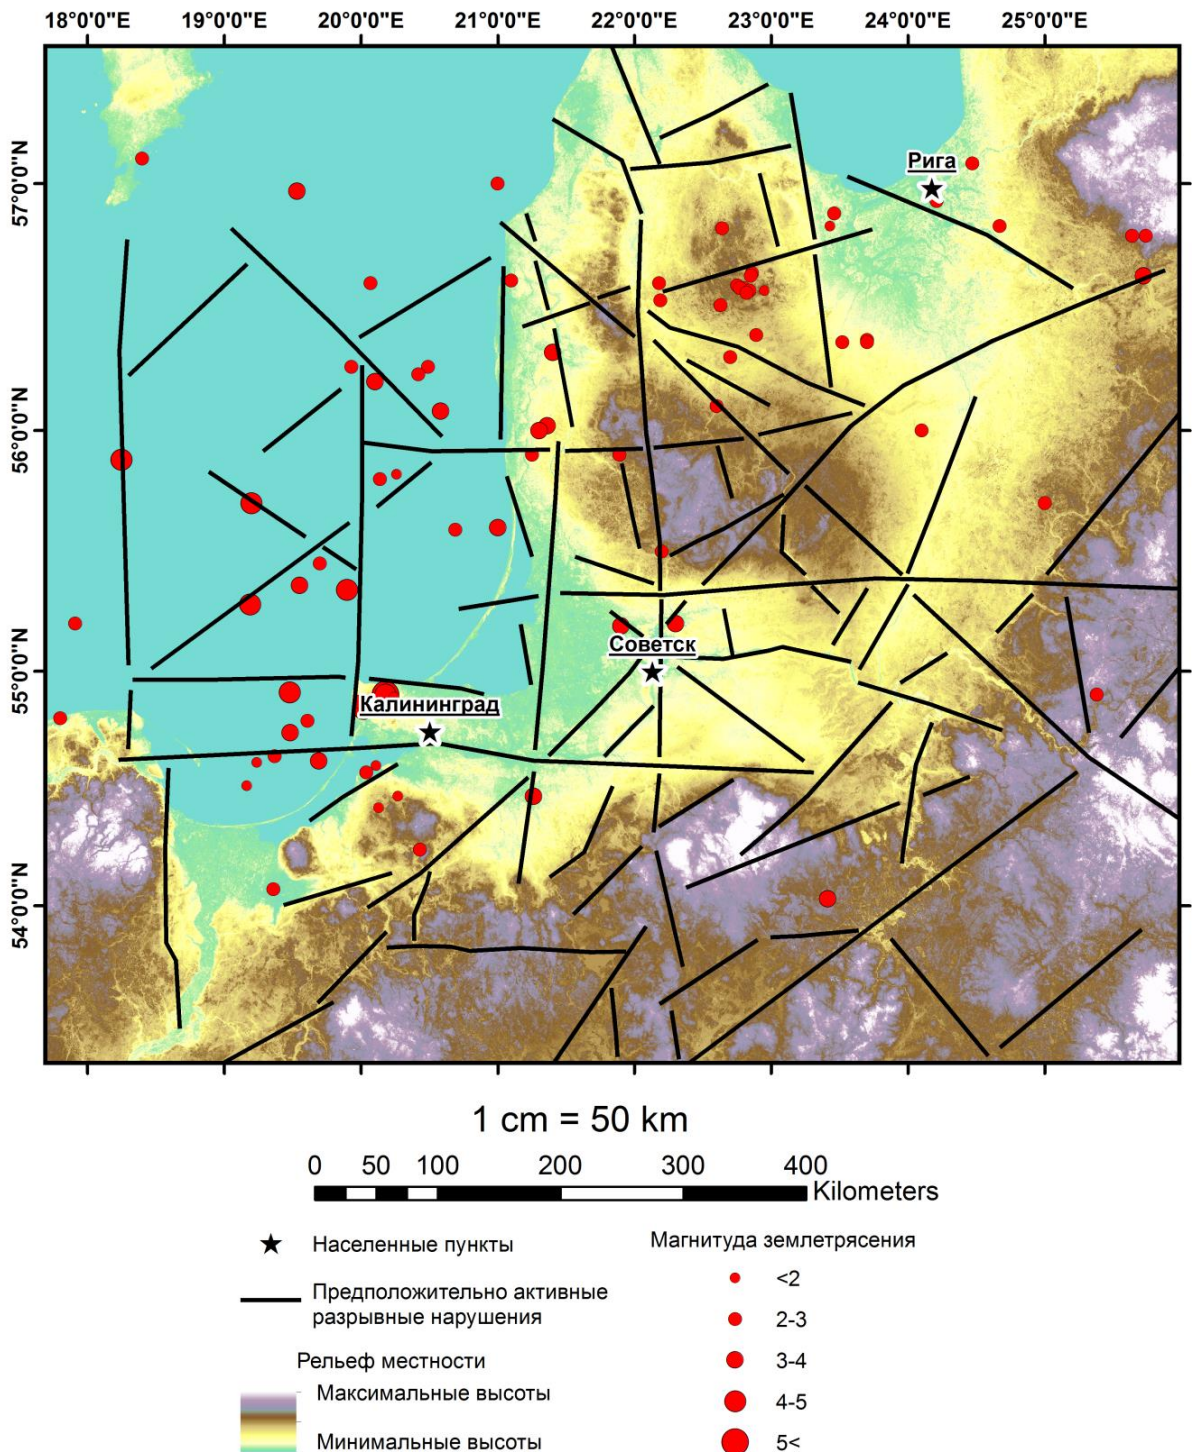 18°0'0"E 19°0'0"E 20°0'0"E 21°0'0"E 22°0'0"E 23°0'0"E 24°0'0"E 25°0'0"E
57°0'0"N
56°0'0"N
55°0'0"N
54°0'0"N
Рига
Советск
Калининград
1 cm = 50 km
0 50 100 200 300 400
Kilometers
Населенные пункты
Предположительно активные
разрывные нарушения
Рельеф местности
Максимальные высоты
Минимальные высоты
Магнитуда землетрясения
<2
2-3
3-4
4-5
5<